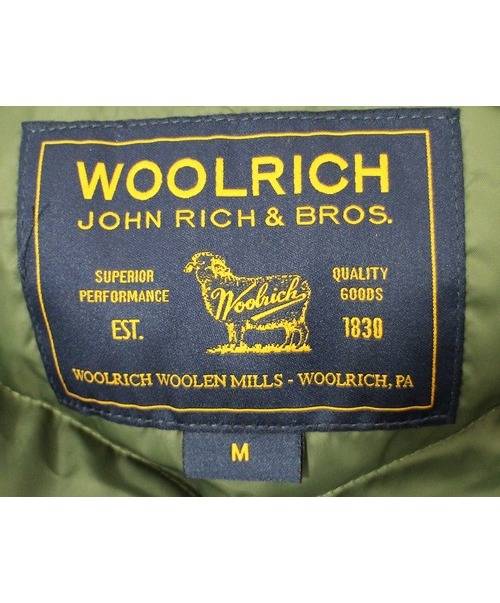 WOOLRICH
JOHN RICH & BROS.
SUPERIOR
PERFORMANCE
EST.
Woolrich
QUALITY
GOODS
1830
WOOLRICH WOOLEN MILLS - WOOLRICH, PA
M